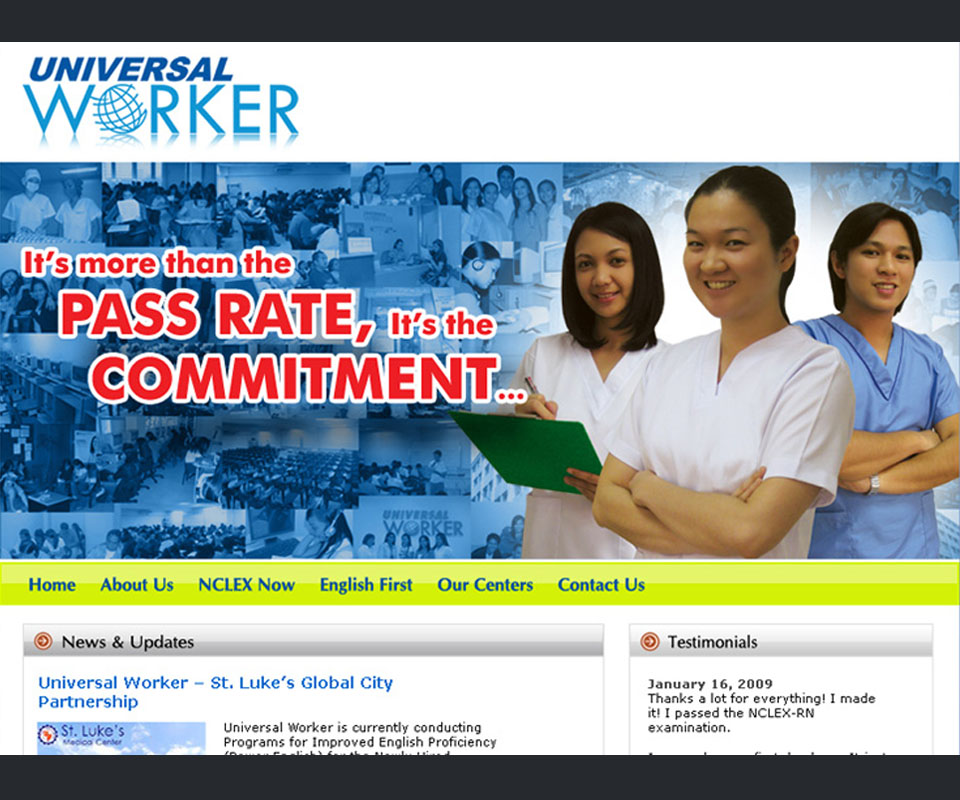 UNIVERSAL
WORKER
It's more than the
PASS RATE, It's the
COMMITMENT...
UNIVERSAL
WORKER
Home About Us NCLEX Now English First Our Centers Contact Us
News & Updates
Universal Worker – St. Luke's Global City
Partnership
St. Luke's
Medical Center
Universal Worker is currently conducting
Programs for Improved English Proficiency
Testimonials
January 16, 2009
Thanks a lot for everything! I made
it! I passed the NCLEX-RN
examination.